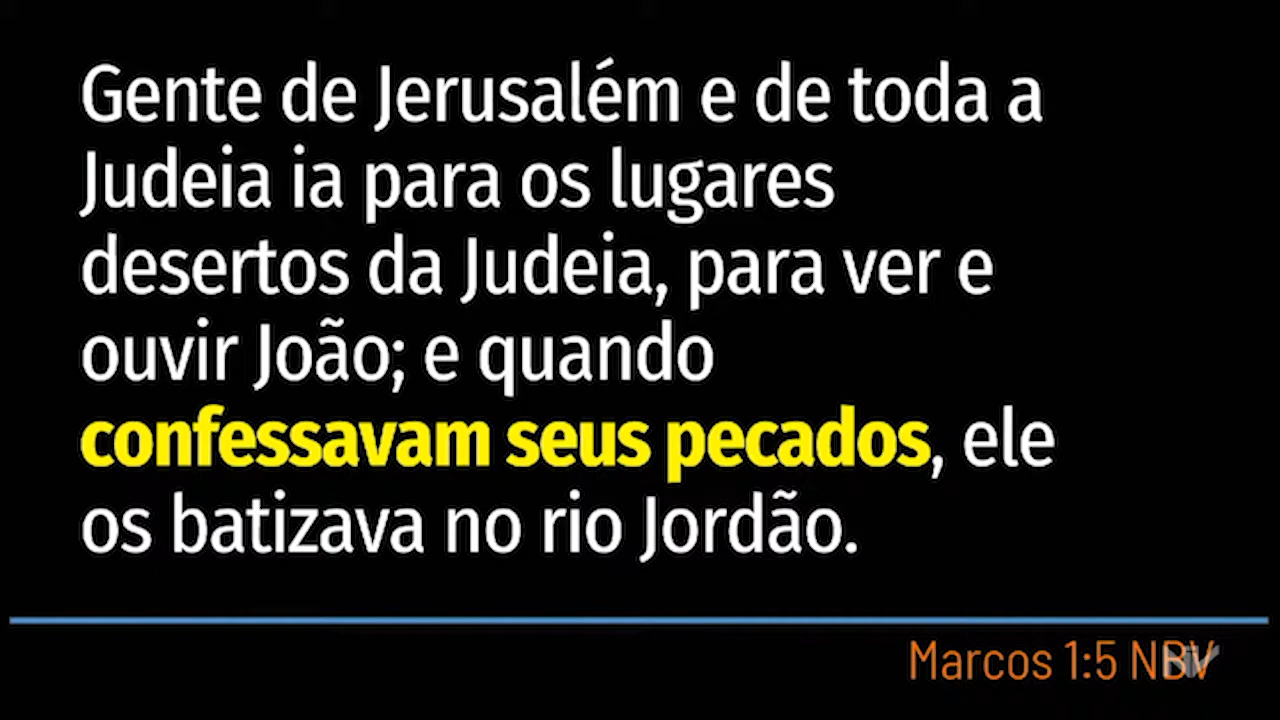 Gente de Jerusalém e de toda a
Judeia ia para os lugares
desertos da Judeia, para ver e
ouvir João; e quando
confessavam seus pecados, ele
os batizava no rio Jordão.
Marcos 1:5 NBV